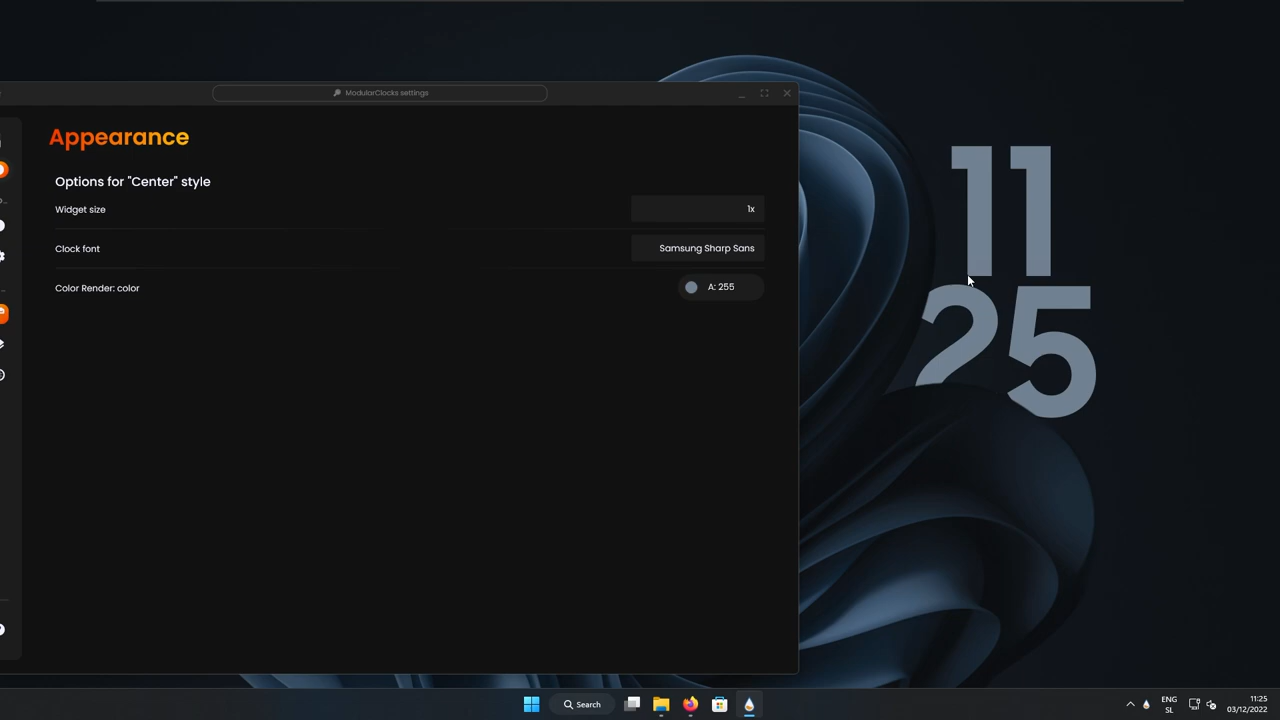 ModularClocks settings
Appearance
Options for "Center" style
Widget size
1x
Clock font
Samsung Sharp Sans
Color Render: color
A: 255
11
25
Search
ENG
SL
11:25
03/12/2022